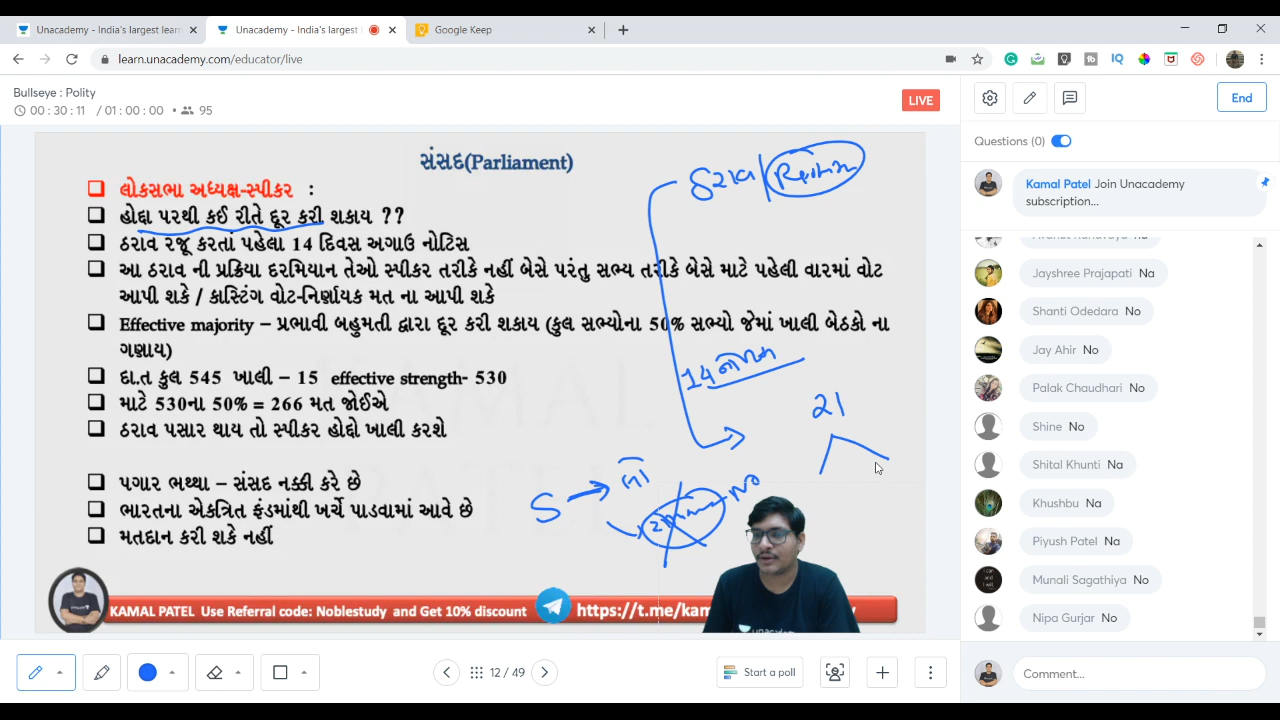 Unacademy - India's largest learn
Unacademy - India's largest l
Google Keep
learn.unacademy.com/educator/live
Bullseye : Polity
00 : 30 : 11 / 01 : 00 : 00 • 95
LIVE
End
સંસદ(Parliament)
લોકસભા અધ્યક્ષ-સ્પીકર :
હોદ્દા પરથી કઈ રીતે દૂર કરી શકાય ??
ઠરાવ રજૂ કરતાં પહેલા 14 દિવસ અગાઉ નોટિસ
આ ઠરાવ ની પ્રક્રિયા દરમિયાન તેઓ સ્પીકર તરીકે નહીં બેસે પરંતુ સભ્ય તરીકે બેસે માટે પહેલી વારમાં વોટ
આપી શકે / કાસ્ટિંગ વોટ-નિર્ણાયક મત ના આપી શકે
Effective majority – પ્રભાવી બહુમતી દ્વારા દૂર કરી શકાય (કુલ સભ્યોના 50% સભ્યો જેમાં ખાલી બેઠકો ના
ગણાય)
દા.ત કુલ 545 ખાલી – 15 effective strength- 530
માટે 530ના 50% = 266 મત જોઈએ
ઠરાવ પસાર થાય તો સ્પીકર હોદ્દો ખાલી કરશે
પગાર ભથ્થા – સંસદ નક્કી કરે છે
ભારતના એકત્રિત ફંડમાંથી ખર્ચ પાડવામાં આવે છે
મતદાન કરી શકે નહીં
ઠરાવ
14
21
S
No
KAMAL PATEL Use Referral code: Noblestudy and Get 10% discount
https://t.me/kam
unacademy
12 / 49
Start a poll
Questions (0)
Kamal Patel Join Unacademy
subscription...
Jayshree Prajapati Na
Shanti Odedara No
Jay Ahir No
Palak Chaudhari No
Shine No
Shital Khunti Na
Khushbu Na
Piyush Patel Na
Munali Sagathiya No
Nipa Gurjar No
Comment...